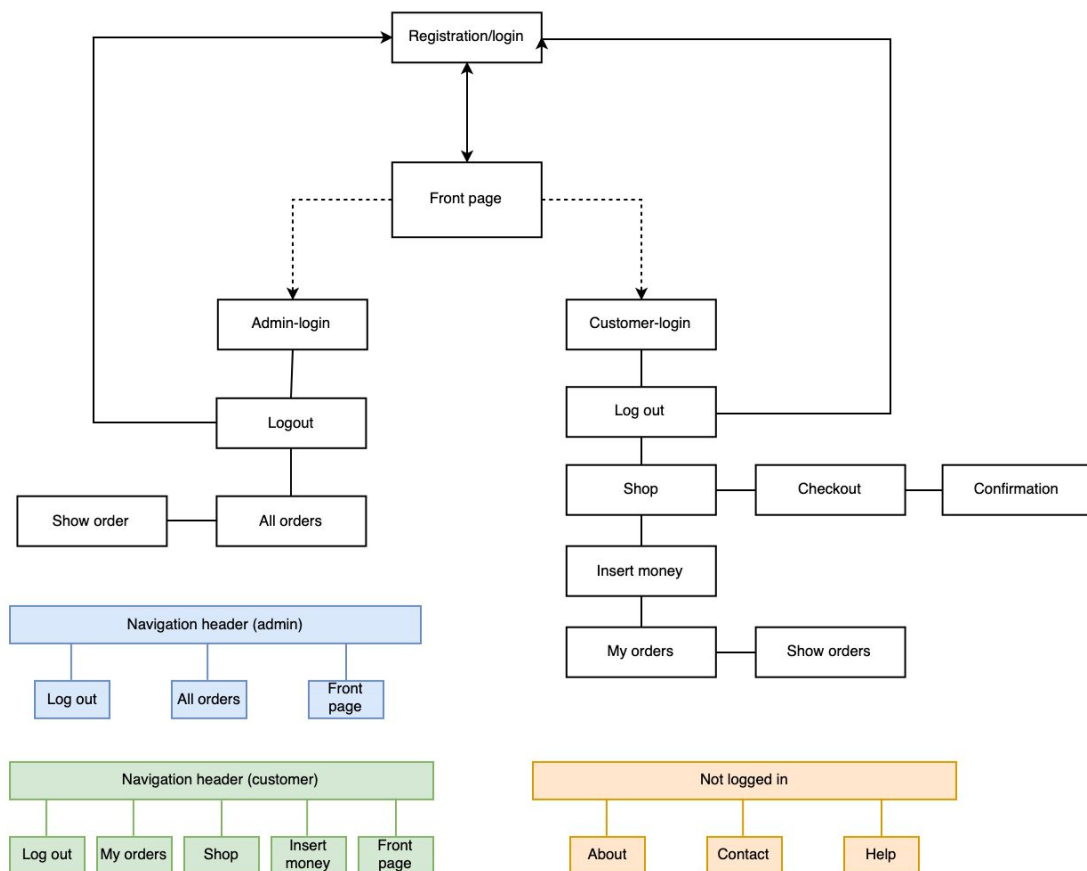 Registration/login
Front page
Admin-login
Customer-login
Logout
Log out
Shop
Checkout
Confirmation
Show order
All orders
Insert money
My orders
Show orders
Navigation header (admin)
Log out
All orders
Front
page
Navigation header (customer)
Log out
My orders
Shop
Insert
money
Front
page
Not logged in
About
Contact
Help